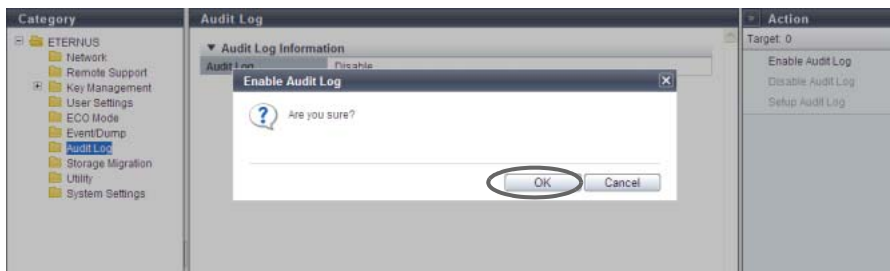 Category
ETERNUS
Network
Remote Support
Key Management
User Settings
ECO Mode
Event/Dump
Audit Log
Storage Migration
Utility
System Settings
Audit Log
Audit Log Information
Audit Log Disable
Enable Audit Log
Are you sure?
OK Cancel
Action
Target: 0
Enable Audit Log
Disable Audit Log
Setup Audit Log